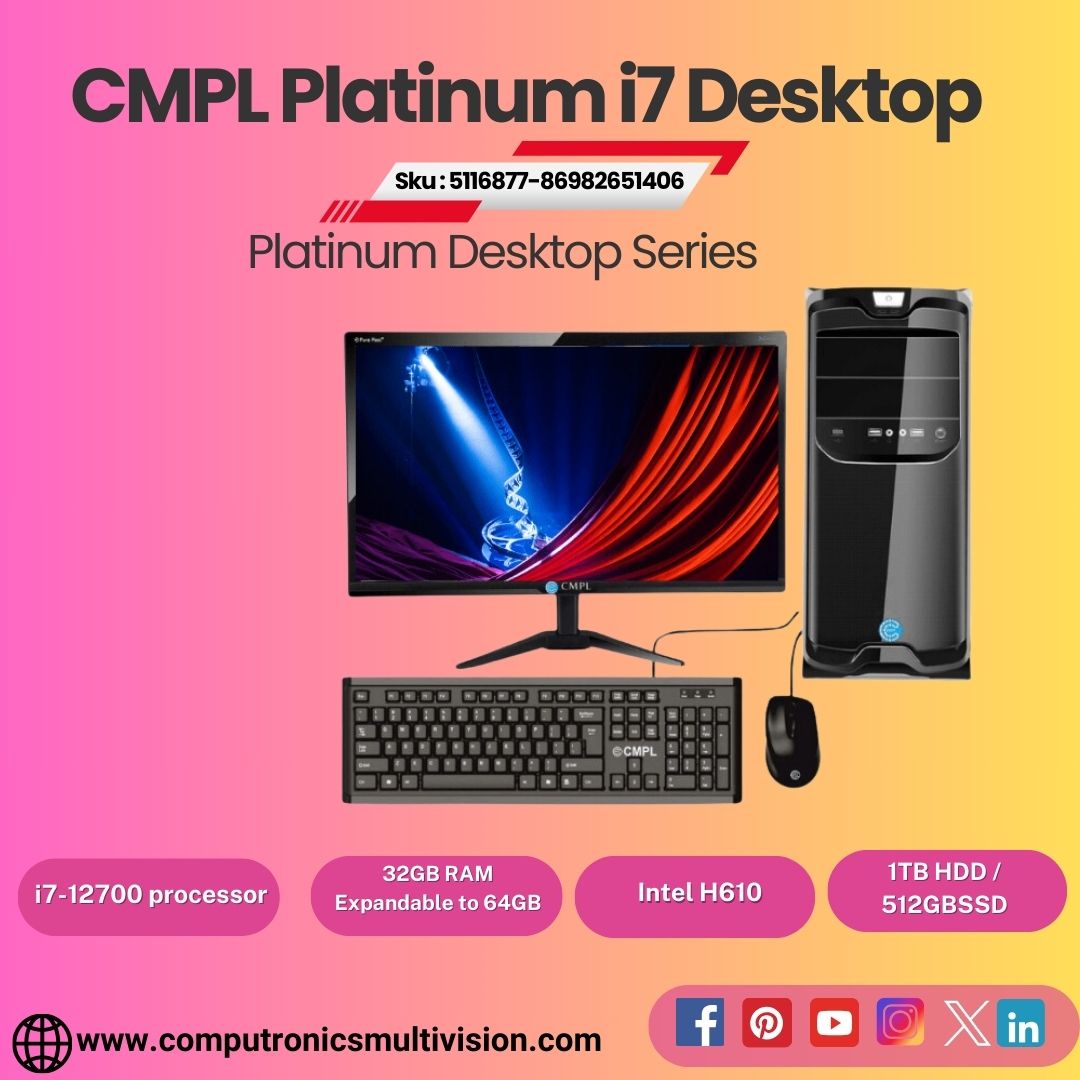 CMPL Platinum i7 Desktop
Sku : 5116877-86982651406
Platinum Desktop Series
CMPL
CMPL
i7-12700 processor
32GB RAM
Expandable to 64GB
Intel H610
1TB HDD /
512GBSSD
www.computronicsmultivision.com